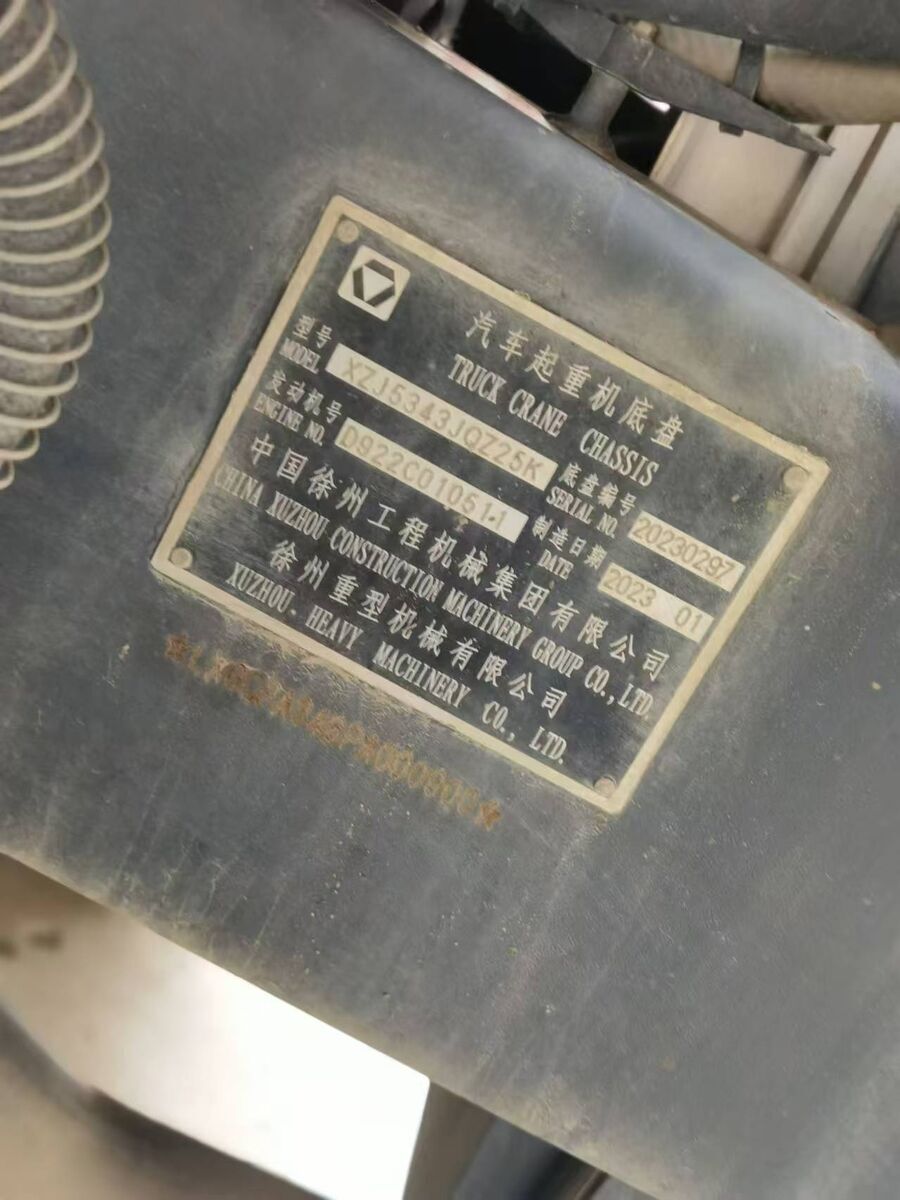 汽车起重机底盘
TRUCK CRANE CHASSIS
型号 XZJ5343JQZ25K 底盘编号 20230297
MODEL SERIAL NO.
发动机号 D922C010511 制造日期 2023 01
ENGINE NO. DATE
中国徐州工程机械集团有限公司
CHINA XUZHOU CONSTRUCTION MACHINERY GROUP CO., LTD.
徐州重型机械有限公司
XUZHOU. HEAVY MACHINERY CO., LTD.